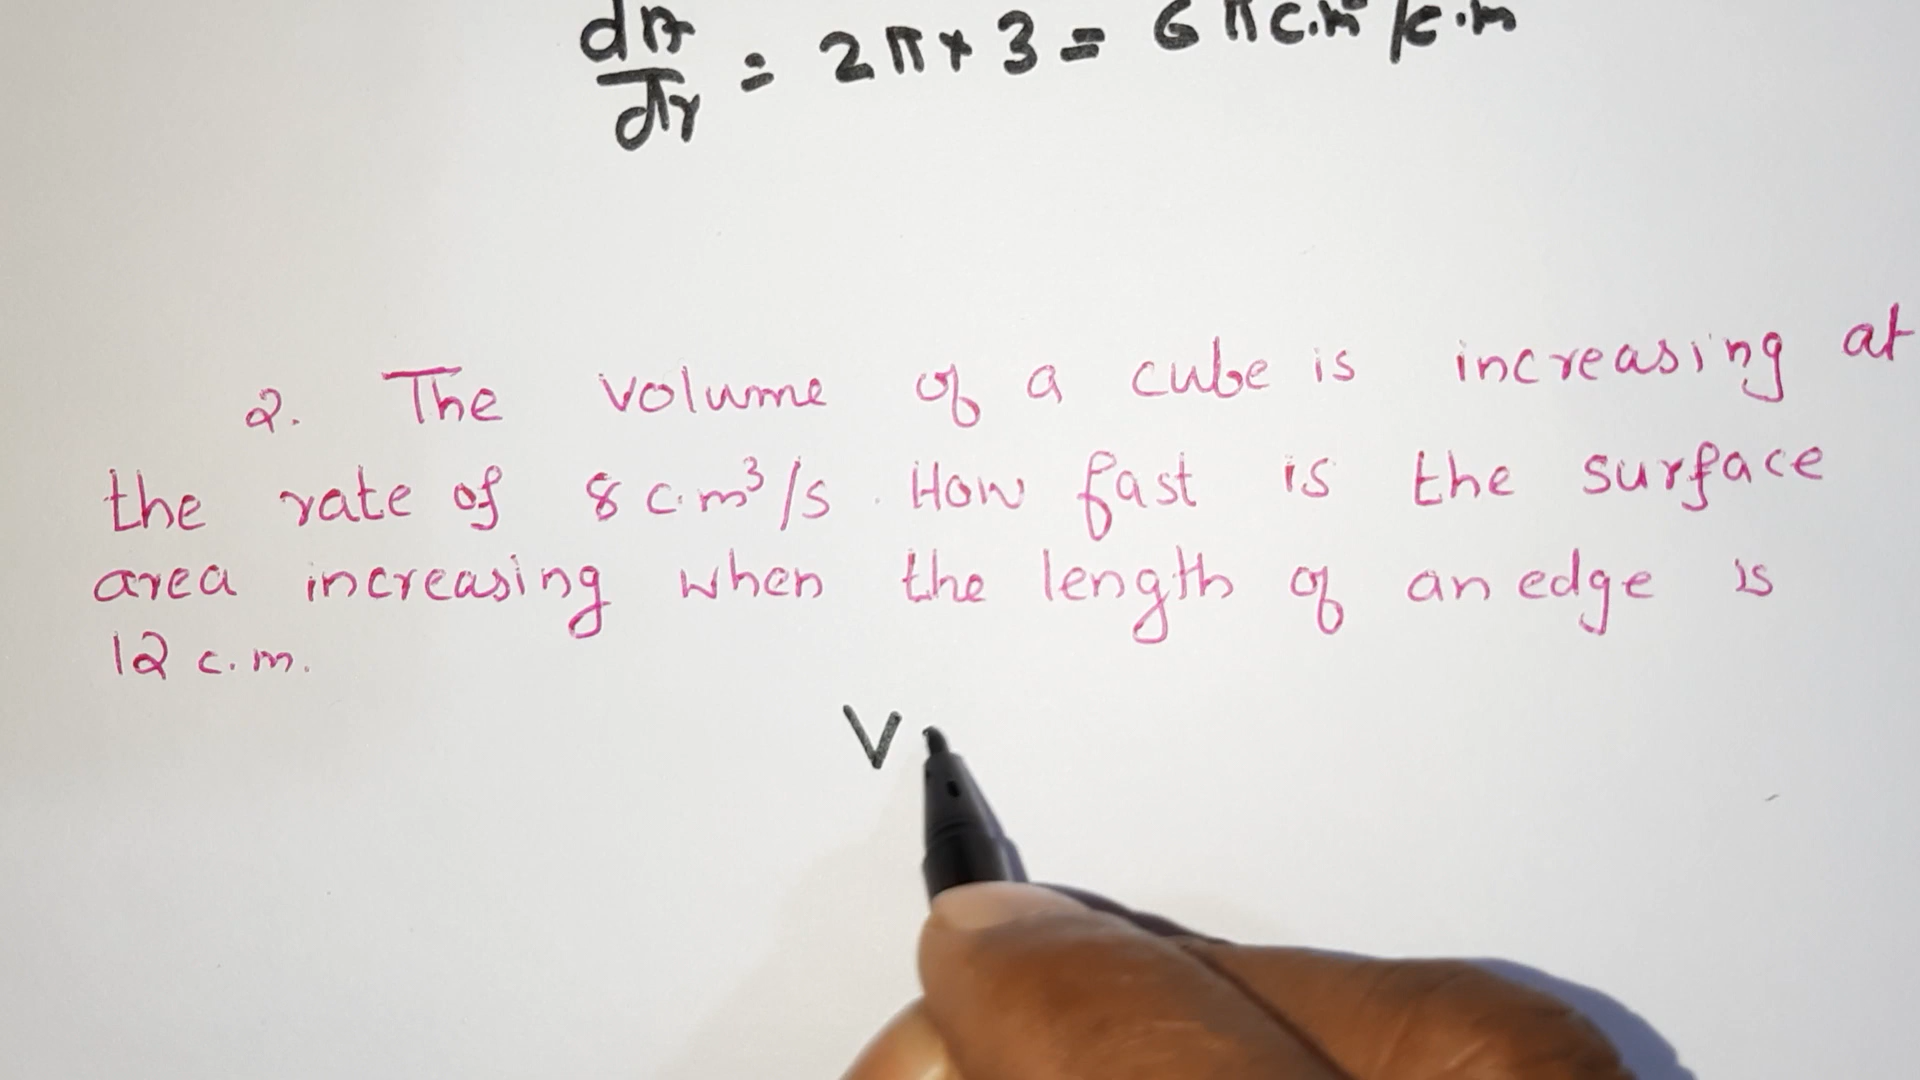 dA/dr = 2π × 3 = 6π c.m²/c.m
2. The volume of a cube is increasing at
the rate of 8 c.m³/s. How fast is the surface
area increasing when the length of an edge is
12 c.m.
V